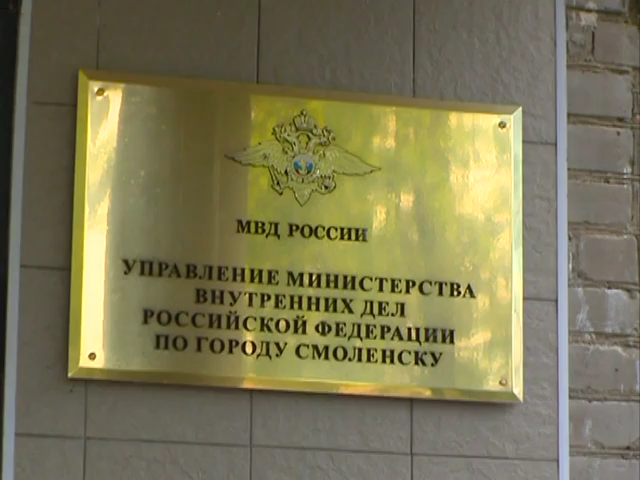 МВД РОССИИ
УПРАВЛЕНИЕ МИНИСТЕРСТВА
ВНУТРЕННИХ ДЕЛ
РОССИЙСКОЙ ФЕДЕРАЦИИ
ПО ГОРОДУ СМОЛЕНСКУ